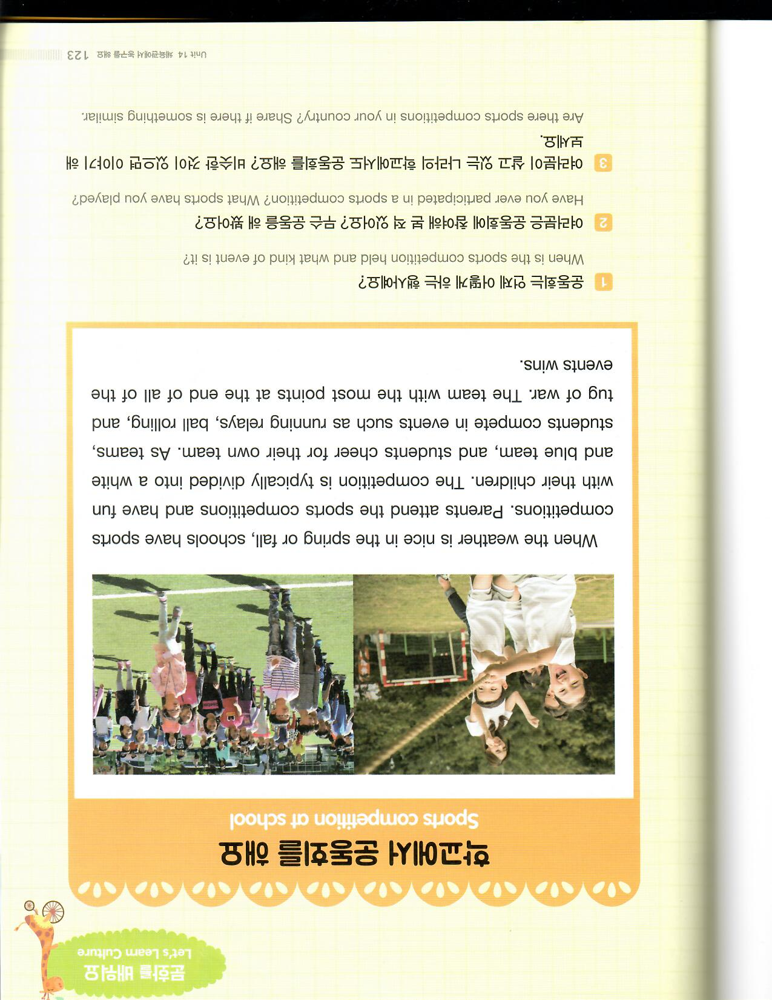 문화를 배워요
Let's Learn Culture
학교에서 운동회를 해요
Sports competition at school
When the weather is nice in the spring or fall, schools have sports
competitions. Parents attend the sports competitions and have fun
with their children. The competition is typically divided into a white
and blue team, and students cheer for their own team. As teams,
students compete in events such as running relays, ball rolling, and
tug of war. The team with the most points at the end of all of the
events wins.
1 운동회는 언제 어떻게 하는 행사예요?
When is the sports competition held and what kind of event is it?
2 여러분은 운동회에 참여해 본 적 있어요? 무슨 운동을 해 봤어요?
Have you ever participated in a sports competition? What sports have you played?
3 여러분이 살고 있는 나라의 학교에서도 운동회를 해요? 비슷한 것이 있으면 이야기 해
보세요.
Are there sports competitions in your country? Share if there is something similar.
Unit 14 체육관에서 농구를 해요 123